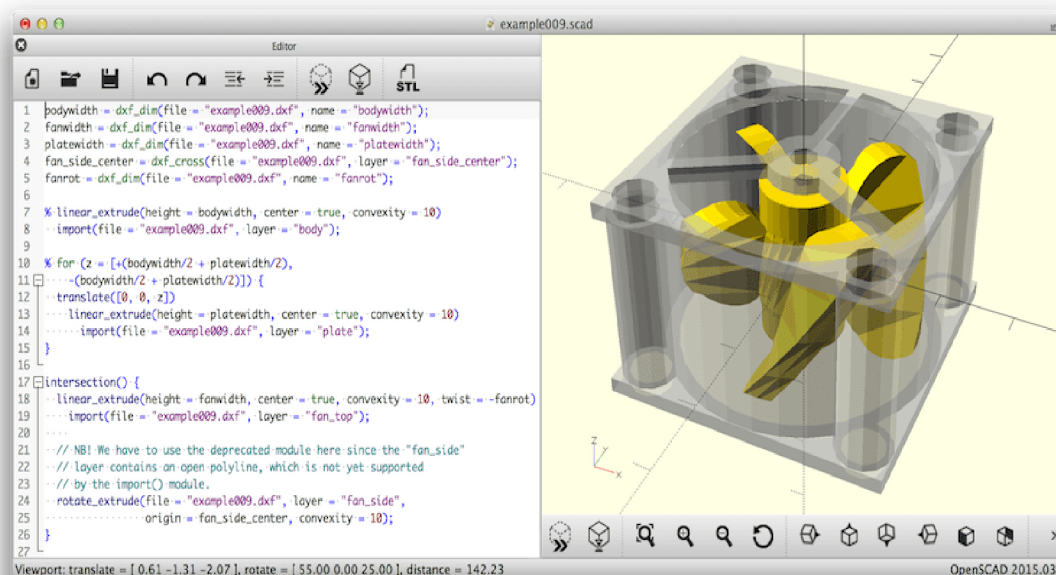 example009.scad
Editor
STL
1 bodywidth = dxf_dim(file = "example009.dxf", name = "bodywidth");
2 fanwidth = dxf_dim(file = "example009.dxf", name = "fanwidth");
3 platewidth = dxf_dim(file = "example009.dxf", name = "platewidth");
4 fan_side_center = dxf_cross(file = "example009.dxf", layer = "fan_side_center");
5 fanrot = dxf_dim(file = "example009.dxf", name = "fanrot");
6
7 % linear_extrude(height = bodywidth, center = true, convexity = 10)
8 import(file = "example009.dxf", layer = "body");
9
10 % for (z = [+(bodywidth/2 + platewidth/2),
11 -(bodywidth/2 + platewidth/2)]) {
12 translate([0, 0, z])
13 linear_extrude(height = platewidth, center = true, convexity = 10)
14 import(file = "example009.dxf", layer = "plate");
15 }
16
17 intersection() {
18 linear_extrude(height = fanwidth, center = true, convexity = 10, twist = -fanrot)
19 import(file = "example009.dxf", layer = "fan_top");
20
21 // NB! We have to use the deprecated module here since the "fan_side"
22 // layer contains an open polyline, which is not yet supported
23 // by the import() module.
24 rotate_extrude(file = "example009.dxf", layer = "fan_side",
25 origin = fan_side_center, convexity = 10);
26 }
27
z
y
x
Viewport: translate = [ 0.61 -1.31 -2.07 ], rotate = [ 55.00 0.00 25.00 ], distance = 142.23
OpenSCAD 2015.03